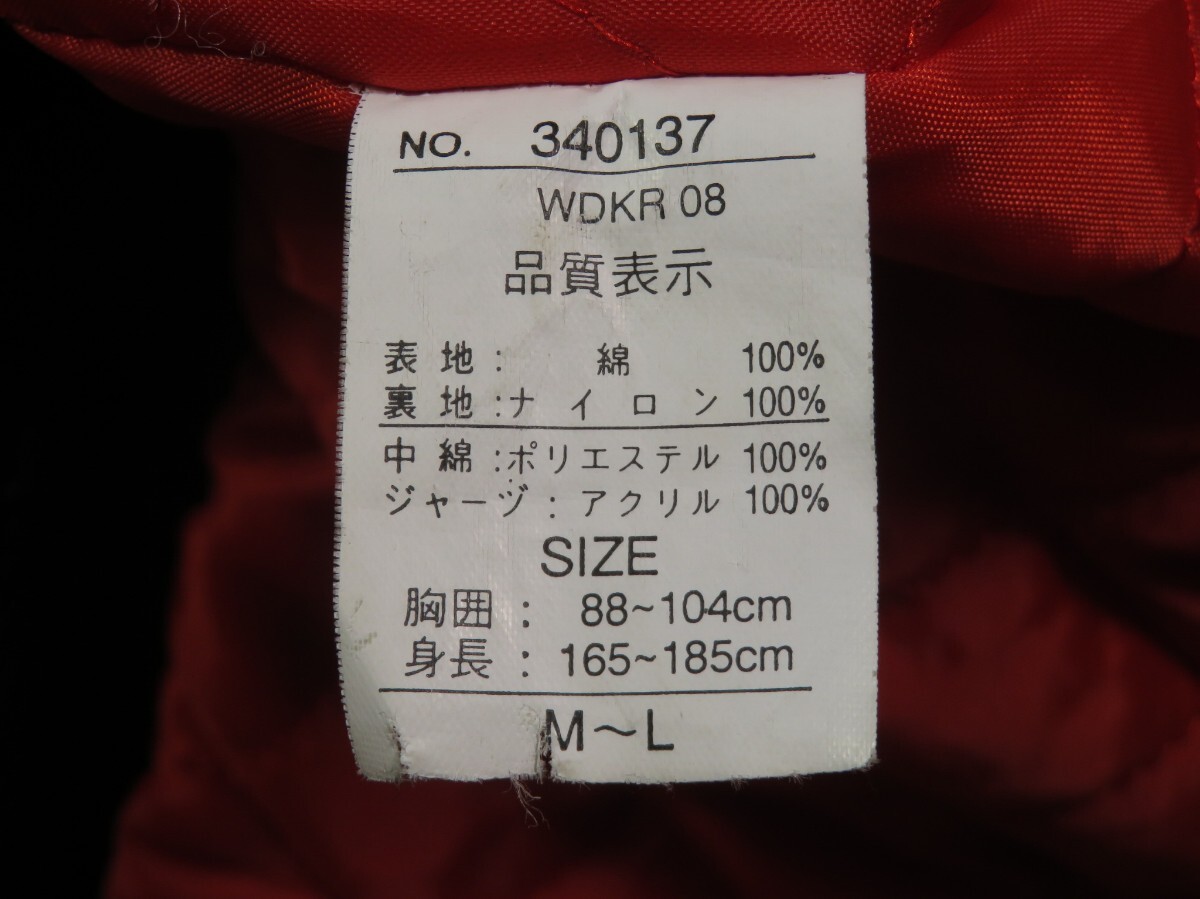 NO. 340137
WDKR 08
品質表示
表地: 綿 100%
裏地:ナイロン 100%
中綿:ポリエステル 100%
ジャーヅ: アクリル 100%
SIZE
胸囲: 88~104cm
身長: 165~185cm
M~L